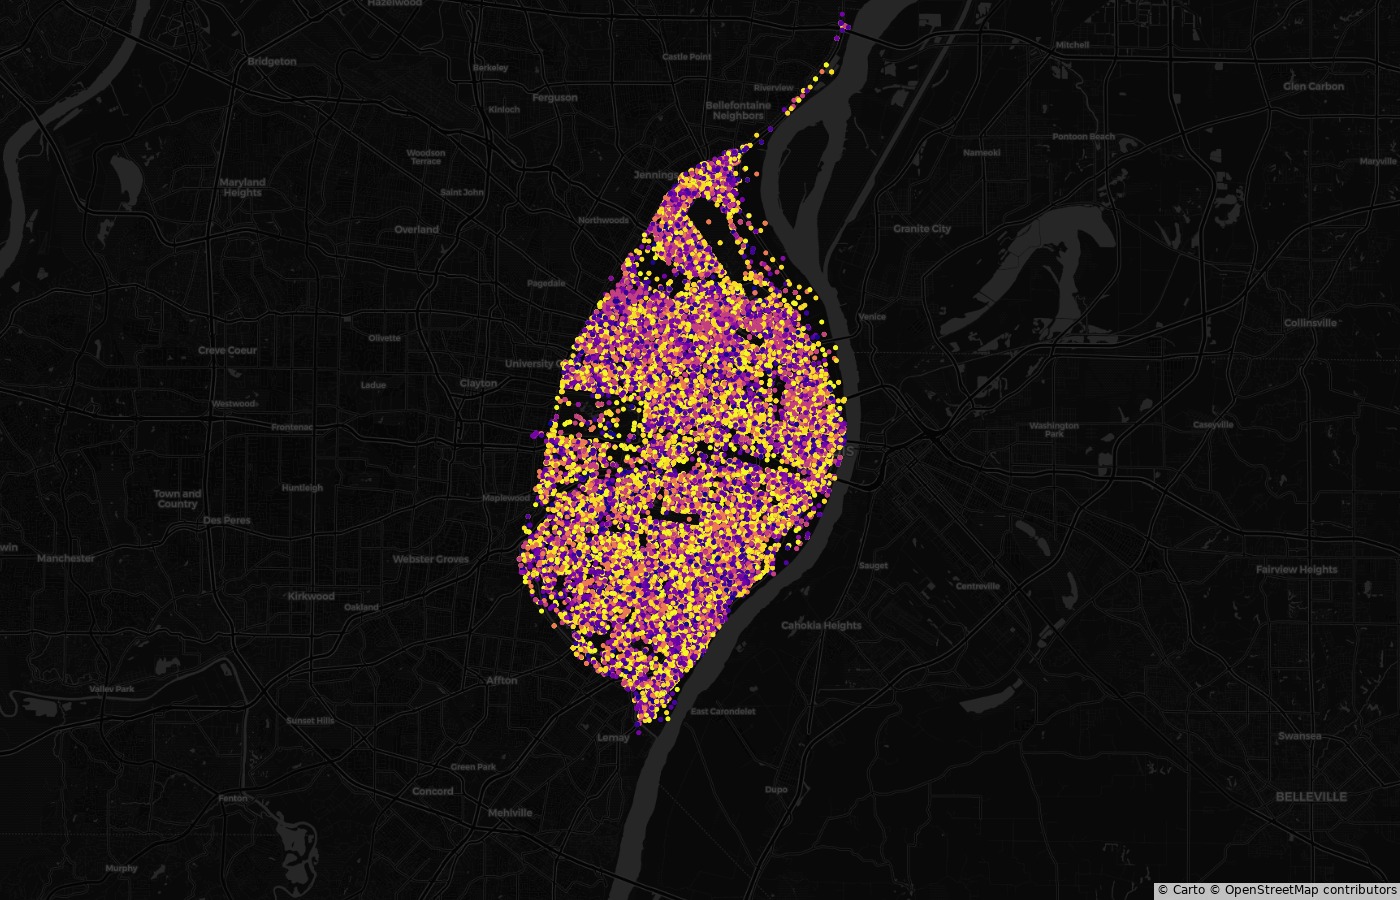 Hazelwood
Mitchell
Castle Point
Bridgeton
Berkeley
Glen Carbon
Riverview
Ferguson
Bellefontaine
Neighbors
Kinloch
Pontoon Beach
Woodson
Terrace
Nameoki
Maryville
Jennings
Maryland
Heights
Saint John
Northwoods
Overland
Granite City
Pagedale
Venice
Collinsville
Olivette
Creve Coeur
University
Clayton
Ladue
Westwood
Frontenac
Washington
Park
Caseyville
Huntleigh
Town and
Country
Maplewood
Des Peres
win
Manchester
Webster Groves
Sauget
Fairview Heights
Centreville
Kirkwood
Oakland
Cahokia Heights
Affton
Valley Park
East Carondelet
Sunset Hills
Lemay
Swansea
Green Park
Concord
Dupo
Fenton
BELLEVILLE
Mehlville
Murphy
© Carto © OpenStreetMap contributors